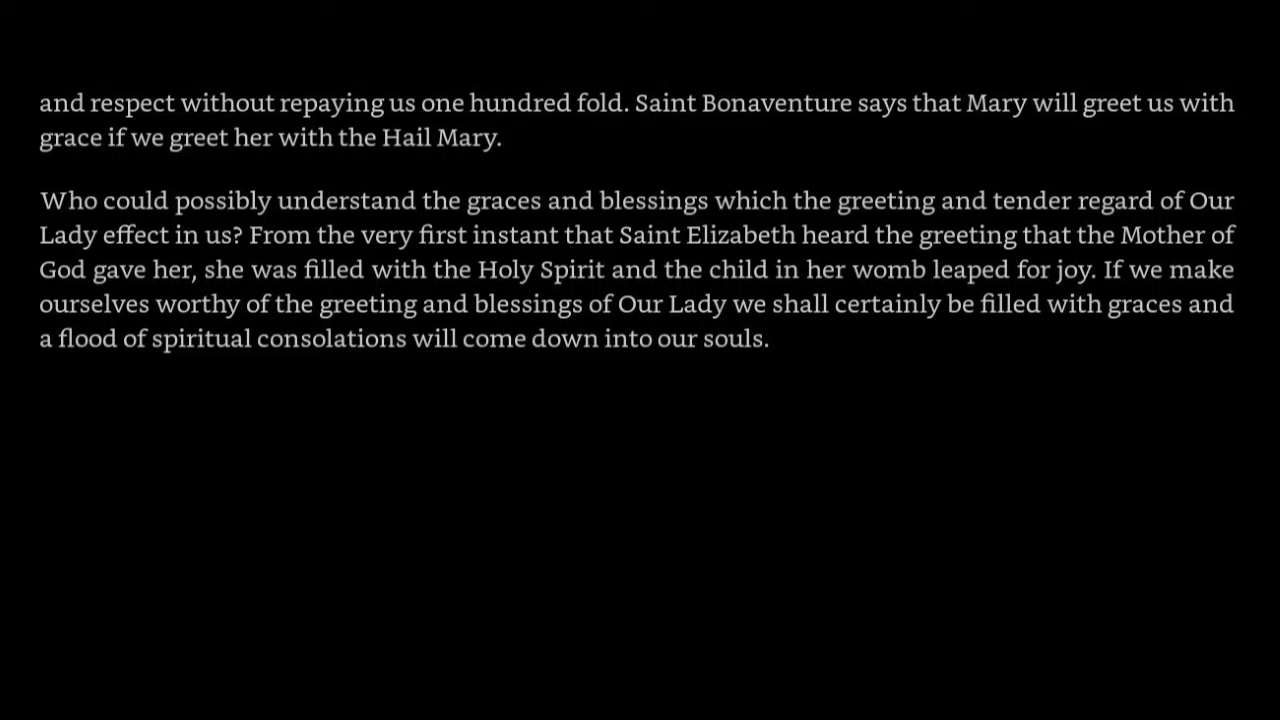 and respect without repaying us one hundred fold. Saint Bonaventure says that Mary will greet us with
grace if we greet her with the Hail Mary.
Who could possibly understand the graces and blessings which the greeting and tender regard of Our
Lady effect in us? From the very first instant that Saint Elizabeth heard the greeting that the Mother of
God gave her, she was filled with the Holy Spirit and the child in her womb leaped for joy. If we make
ourselves worthy of the greeting and blessings of Our Lady we shall certainly be filled with graces and
a flood of spiritual consolations will come down into our souls.